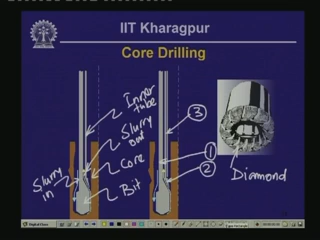 IIT Kharagpur
Core Drilling
Inner
tube
Slurry
out
Core
Slurry
in
Bit
3
1
2
Diamond